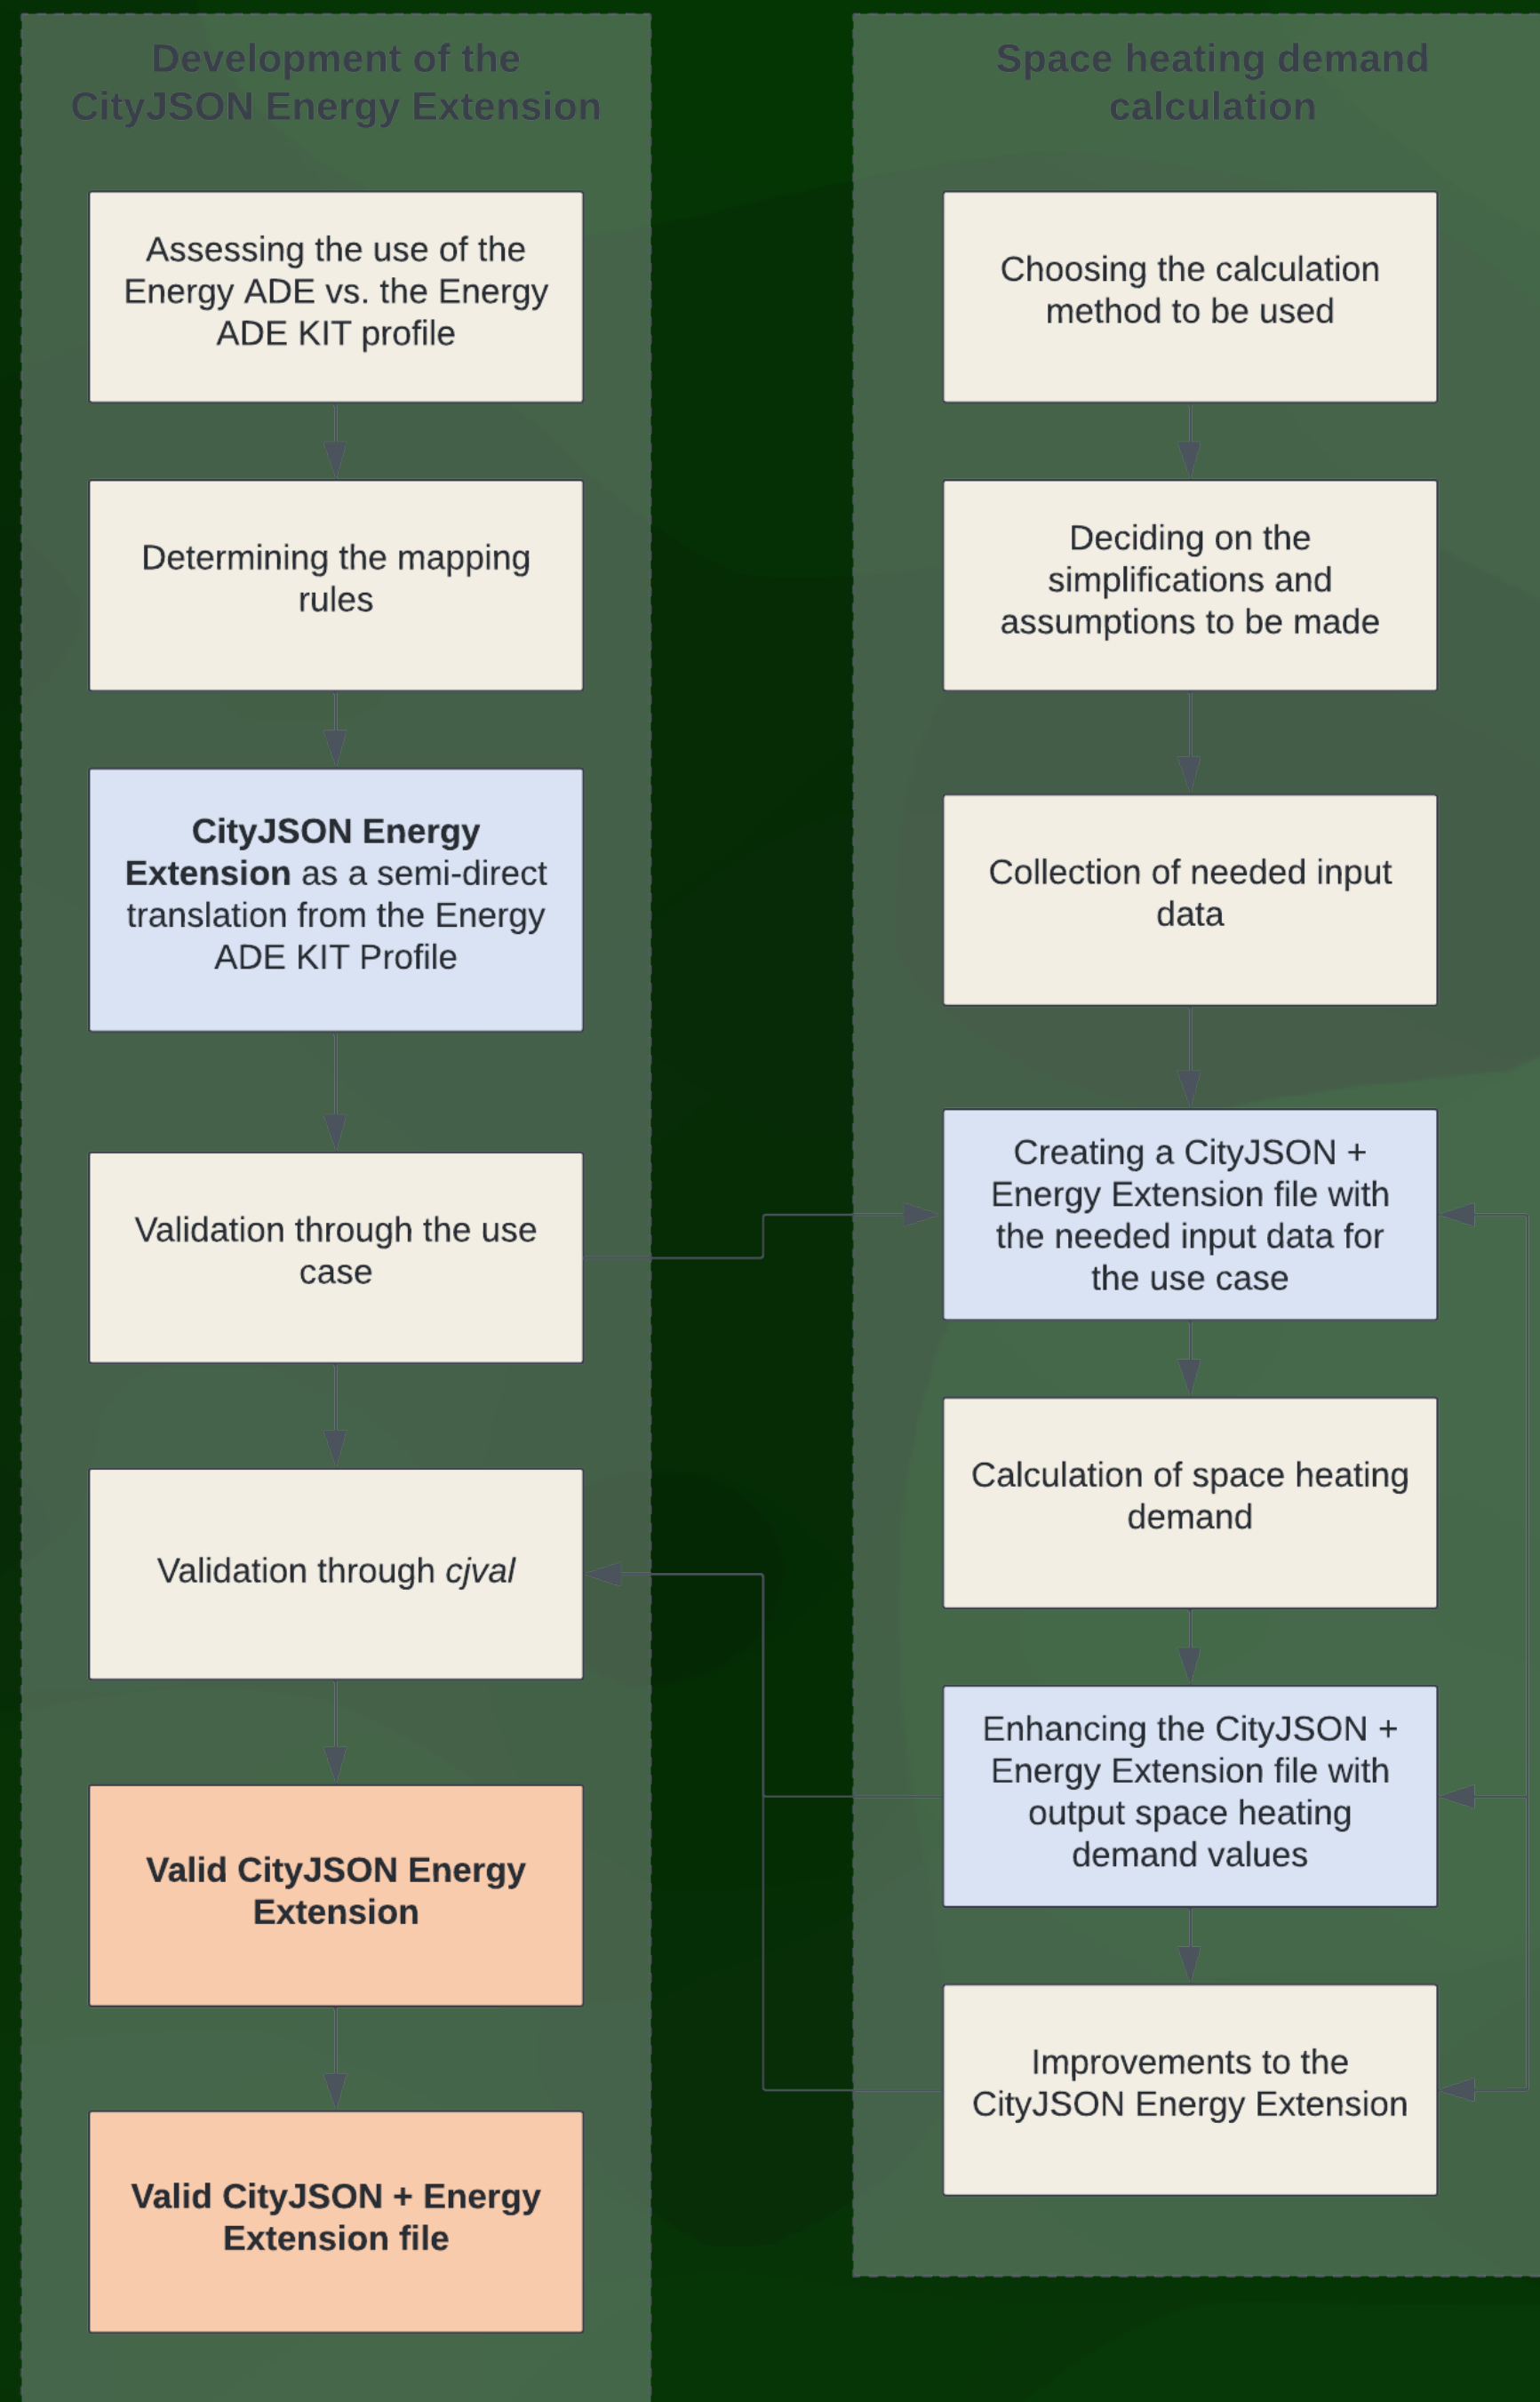 Development of the
CityJSON Energy Extension
Assessing the use of the
Energy ADE vs. the Energy
ADE KIT profile
Determining the mapping
rules
CityJSON Energy
Extension as a semi-direct
translation from the Energy
ADE KIT Profile
Validation through the use
case
Validation through cjval
Valid CityJSON Energy
Extension
Valid CityJSON + Energy
Extension file
Space heating demand
calculation
Choosing the calculation
method to be used
Deciding on the
simplifications and
assumptions to be made
Collection of needed input
data
Creating a CityJSON +
Energy Extension file with
the needed input data for
the use case
Calculation of space heating
demand
Enhancing the CityJSON +
Energy Extension file with
output space heating
demand values
Improvements to the
CityJSON Energy Extension